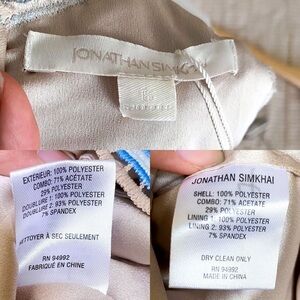 JONATHAN SIMKHAI
EXTERIEUR: 100% POLYESTER
COMBO: 71% ACÉTATE
29% POLYESTER
DOUBLURE 1: 100% POLYESTER
DOUBLURE 2: 93% POLYESTER
7% SPANDEX
NETTOYER À SEC SEULEMENT
RN 94992
FABRIQUÉ EN CHINE
JONATHAN SIMKHAI
SHELL: 100% POLYESTER
COMBO: 71% ACETATE
29% POLYESTER
LINING 1: 100% POLYESTER
LINING 2: 93% POLYESTER
7% SPANDEX
DRY CLEAN ONLY
RN 94992
MADE IN CHINA